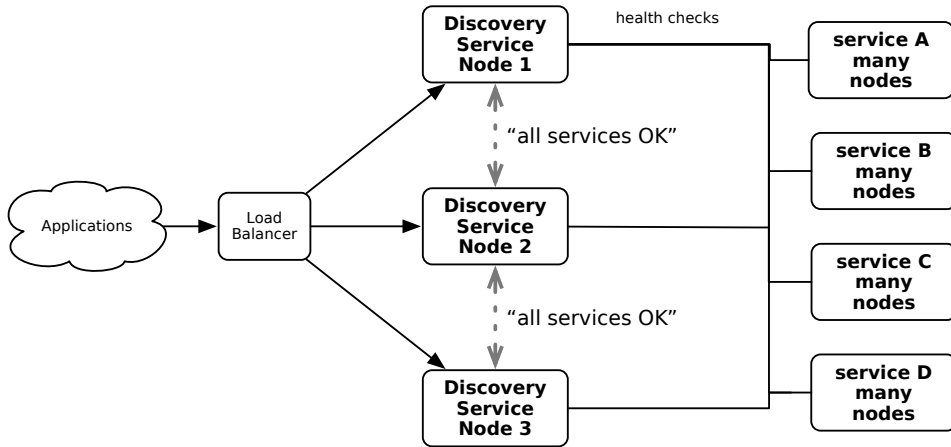 Discovery
Service
Node 1
health checks
service A
many
nodes
“all services OK”
service B
many
nodes
Applications
Load
Balancer
Discovery
Service
Node 2
service C
many
nodes
“all services OK”
Discovery
Service
Node 3
service D
many
nodes